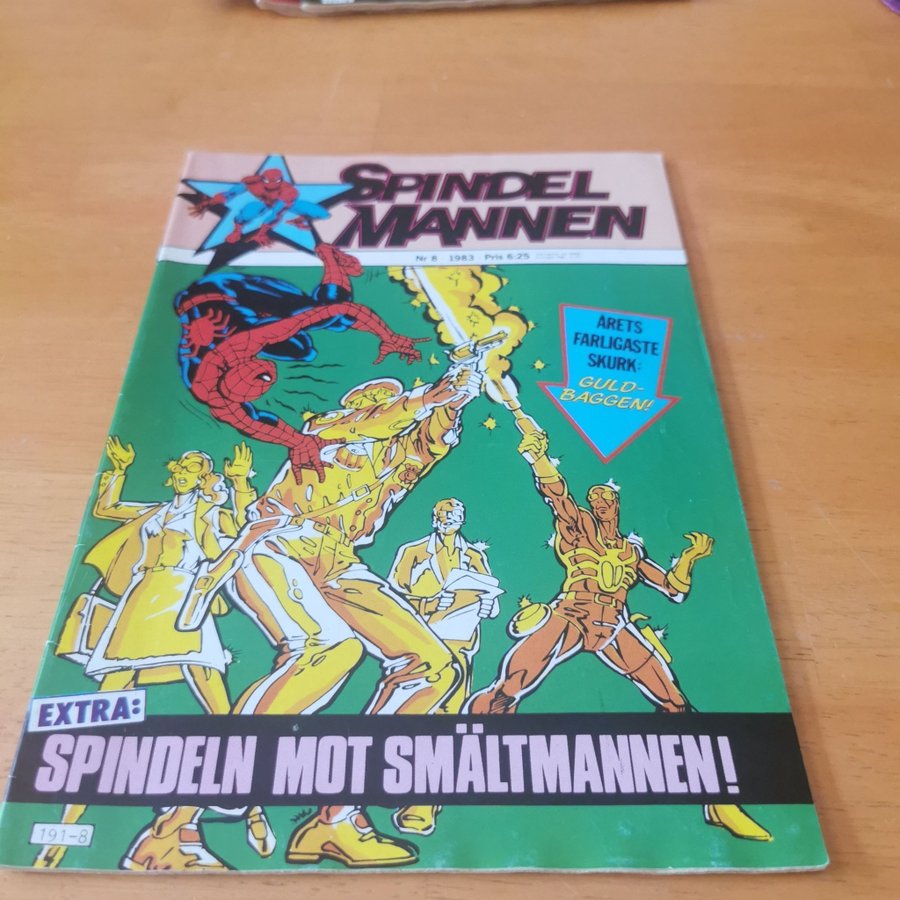 SPINDEL
MANNEN
Nr 8 1983 Pris 6:25
ÅRETS
FARLIGASTE
SKURK:
GULD-
BAGGEN!
EXTRA:
SPINDELN MOT SMÄLTMANNEN!
191-8